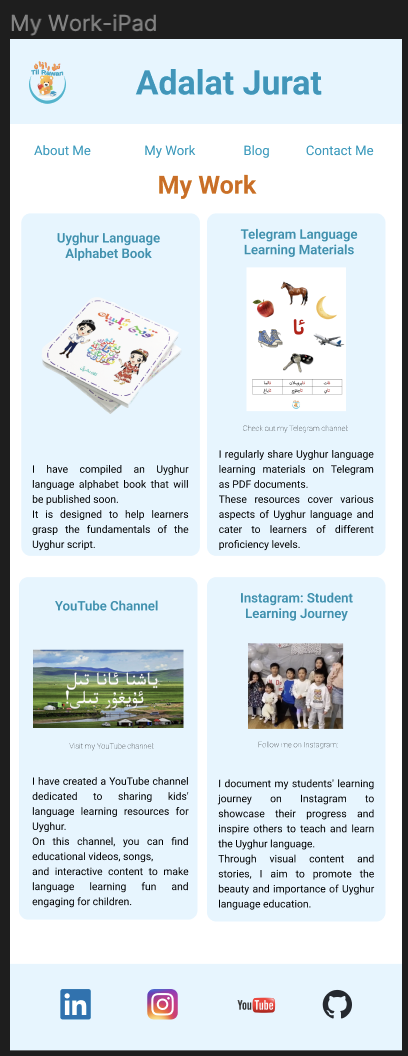 My Work-iPad
Til Rawan
Adalat Jurat
About Me
My Work
Blog
Contact Me
My Work
Uyghur Language
Alphabet Book
I have compiled an Uyghur
language alphabet book that will
be published soon.
It is designed to help learners
grasp the fundamentals of the
Uyghur script.
Telegram Language
Learning Materials
ئا
Check out my Telegram channel
I regularly share Uyghur language
learning materials on Telegram
as PDF documents.
These resources cover various
aspects of Uyghur language and
cater to learners of different
proficiency levels.
YouTube Channel
ياشنا ئانا تىل
ئۇيغۇر تىلى!
Visit my YouTube channel
I have created a YouTube channel
dedicated to sharing kids'
language learning resources for
Uyghur.
On this channel, you can find
educational videos, songs,
and interactive content to make
language learning fun and
engaging for children.
Instagram: Student
Learning Journey
Follow me on Instagram
I document my students' learning
journey on Instagram to
showcase their progress and
inspire others to teach and learn
the Uyghur language.
Through visual content and
stories, I aim to promote the
beauty and importance of Uyghur
language education.
in
YouTube